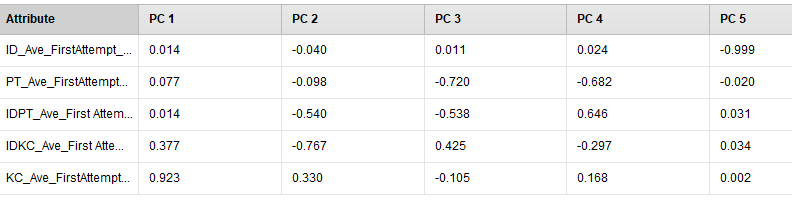 Attribute PC 1 PC 2 PC 3 PC 4 PC 5
ID_Ave_FirstAttempt_... 0.014 -0.040 0.011 0.024 -0.999
PT_Ave_FirstAttempt... 0.077 -0.098 -0.720 -0.682 -0.020
IDPT_Ave_First Attem... 0.014 -0.540 -0.538 0.646 0.031
IDKC_Ave_First Atte... 0.377 -0.767 0.425 -0.297 0.034
KC_Ave_FirstAttempt... 0.923 0.330 -0.105 0.168 0.002